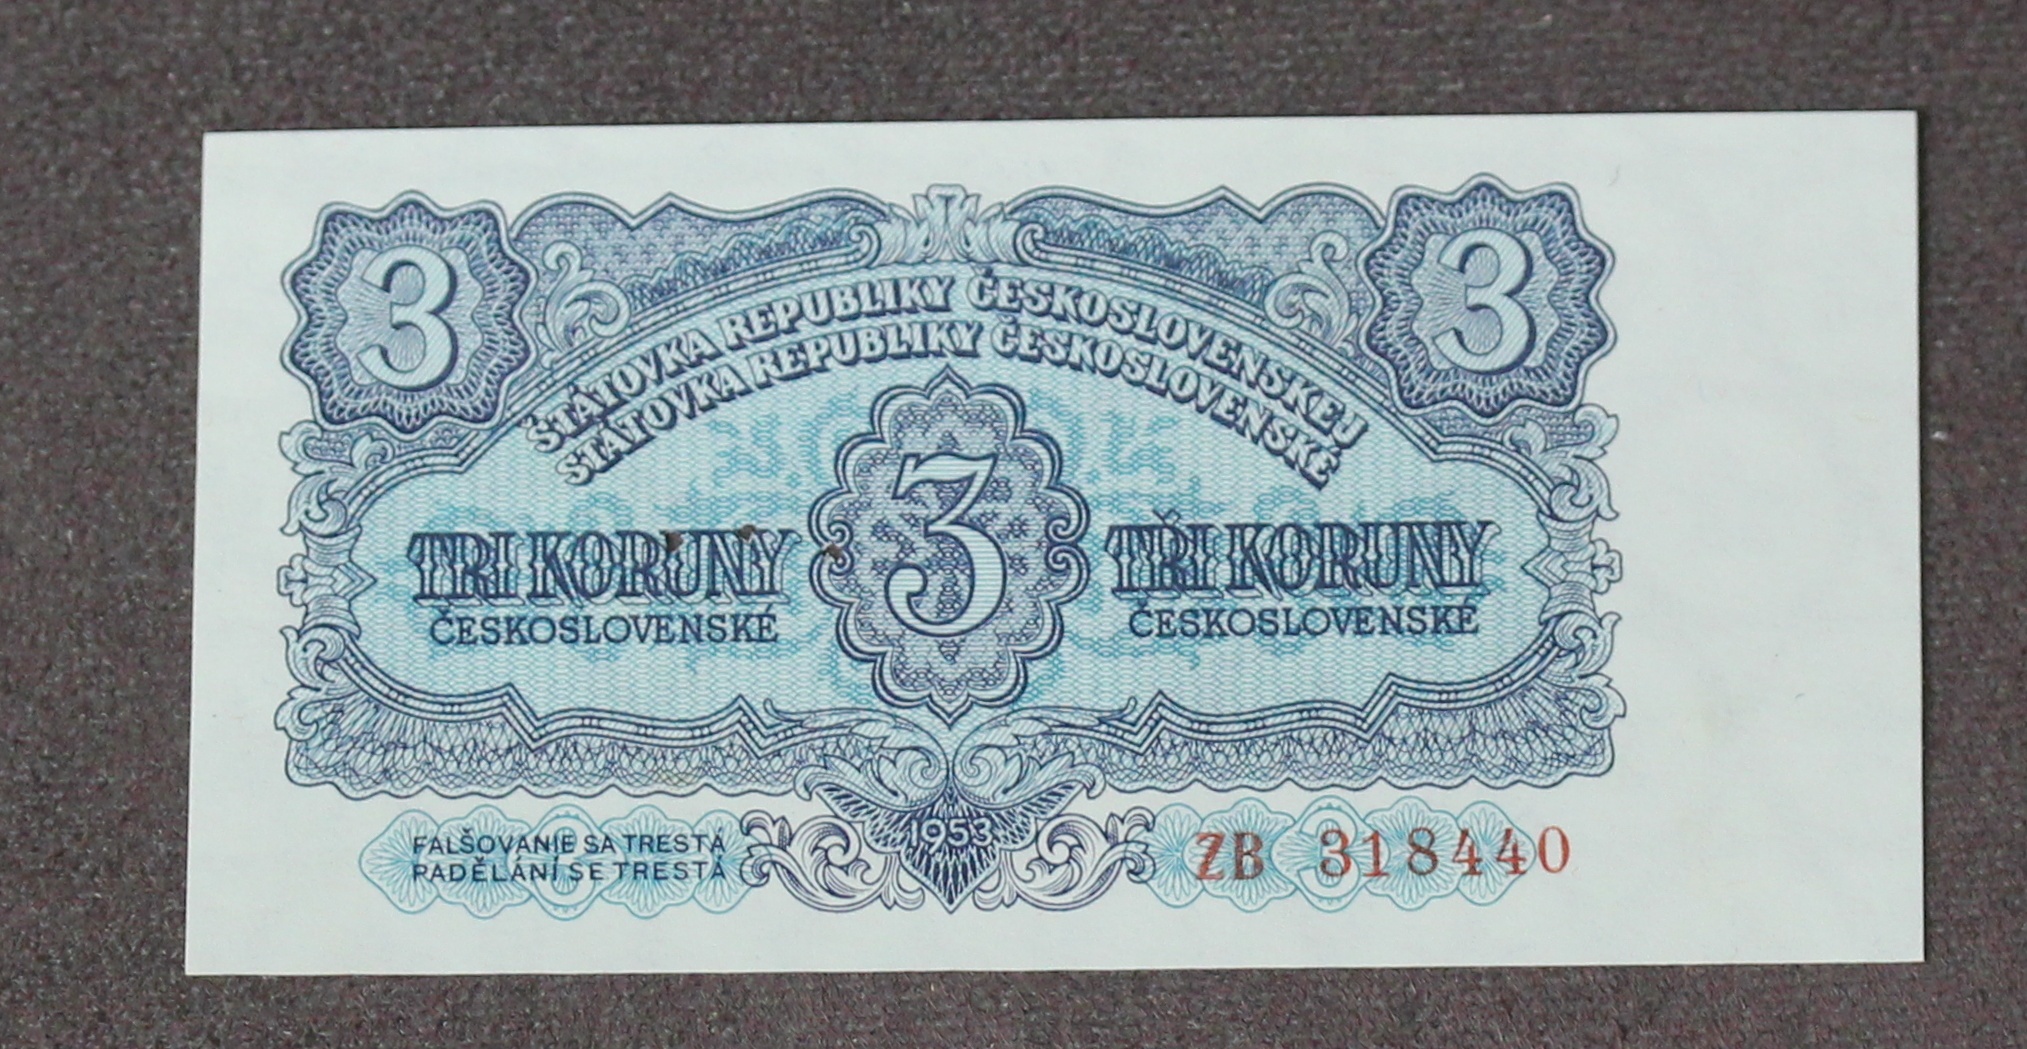 3 3
ŠTÁTOVKA REPUBLIKY ČESKOSLOVENSKEJ
STÁTOVKA REPUBLIKY ČESKOSLOVENSKÉ
TRI KORUNY 3 TŘI KORUNY
ČESKOSLOVENSKÉ ČESKOSLOVENSKÉ
FALŠOVANIE SA TRESTÁ
PADĚLÁNÍ SE TRESTÁ
1953
ZB 318440